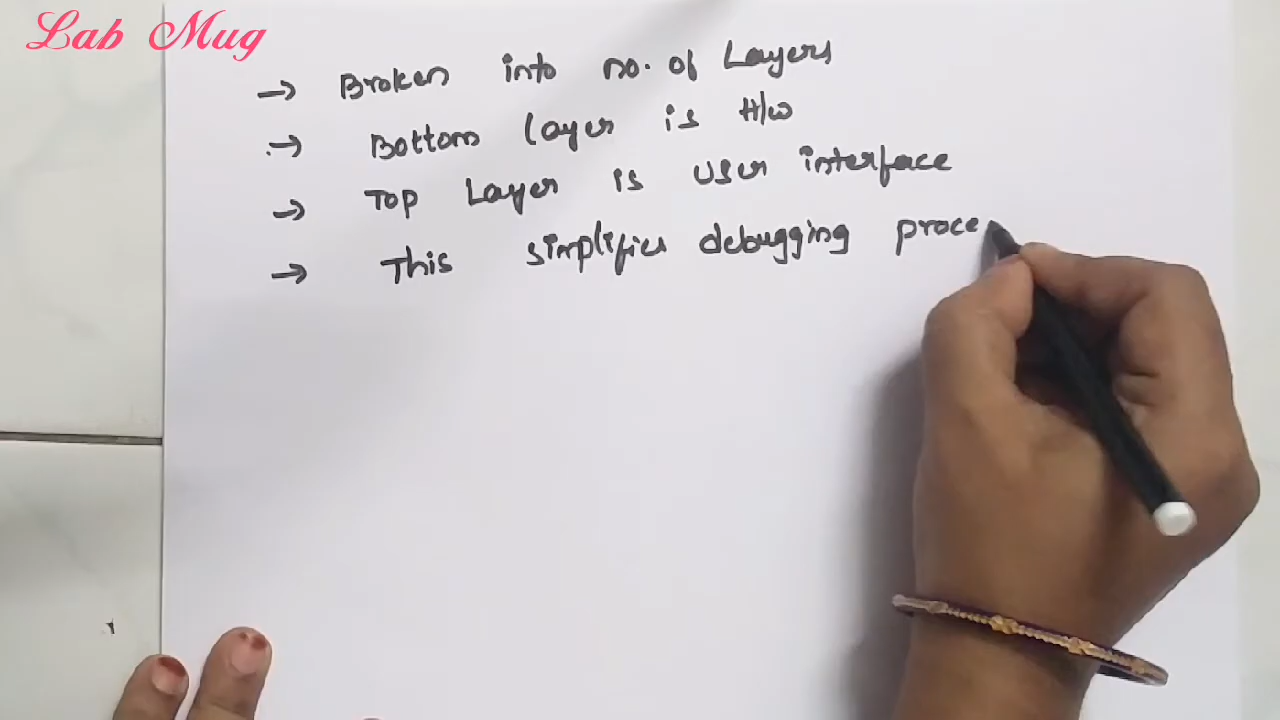 Lab Mug
→ Broken into no. of Layers
→ Bottom layer is H/w
→ Top Layer is user interface
→ This simplifies debugging proce